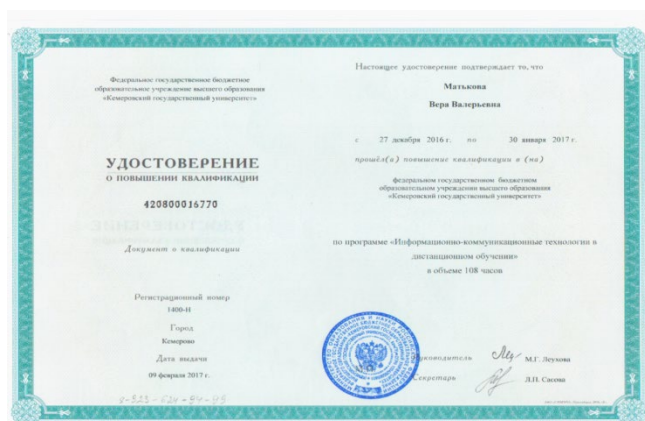 Федеральное государственное бюджетное
образовательное учреждение высшего образования
«Кемеровский государственный университет»
УДОСТОВЕРЕНИЕ
О ПОВЫШЕНИИ КВАЛИФИКАЦИИ
420800016770
Документ о квалификации
Регистрационный номер
1400-И
Город
Кемерово
Дата выдачи
09 февраля 2017 г.
Настоящее удостоверение подтверждает то, что
Матькова
Вера Валерьевна
с 27 декабря 2016 г. по 30 января 2017 г.
прошёл(а) повышение квалификации в (на)
федеральном государственном бюджетном
образовательном учреждении высшего образования
«Кемеровский государственный университет»
по программе «Информационно-коммуникационные технологии в
дистанционном обучении»
в объеме 108 часов
Руководитель М.Г. Леухова
Секретарь Л.П. Сасова